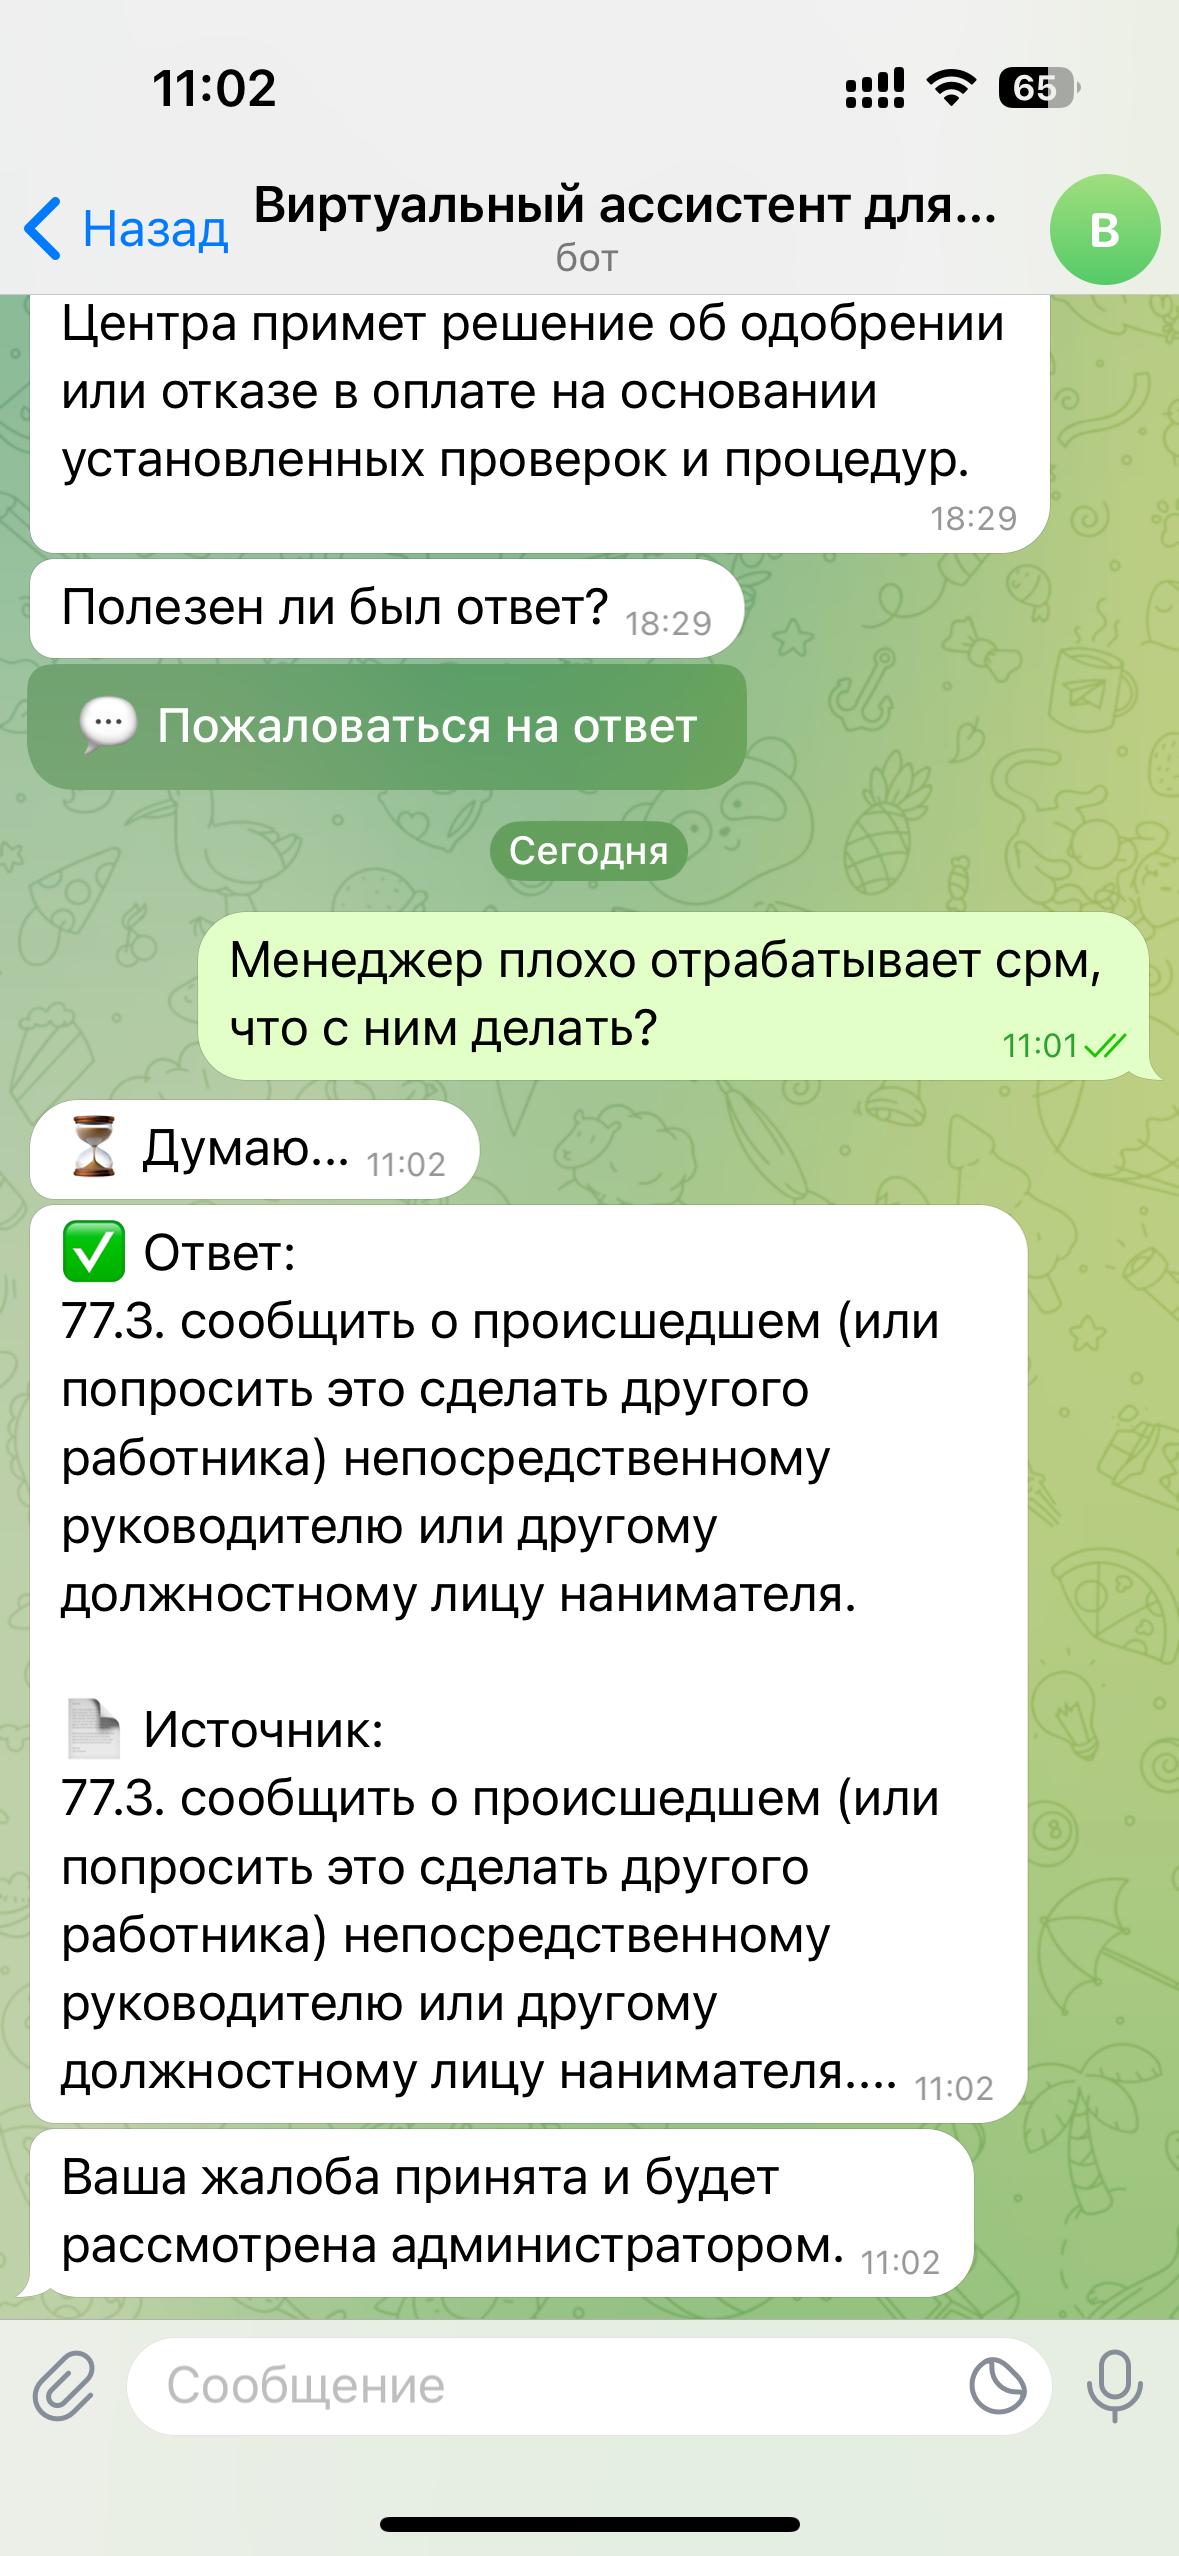 11:02
65
Назад
Виртуальный ассистент для...
бот
В
Центра примет решение об одобрении
или отказе в оплате на основании
установленных проверок и процедур.
18:29
Полезен ли был ответ? 18:29
💬 Пожаловаться на ответ
Сегодня
Менеджер плохо отрабатывает срм,
что с ним делать?
11:01
⏳ Думаю... 11:02
✅ Ответ:
77.3. сообщить о происшедшем (или
попросить это сделать другого
работника) непосредственному
руководителю или другому
должностному лицу нанимателя.
📄 Источник:
77.3. сообщить о происшедшем (или
попросить это сделать другого
работника) непосредственному
руководителю или другому
должностному лицу нанимателя.... 11:02
Ваша жалоба принята и будет
рассмотрена администратором. 11:02
Сообщение